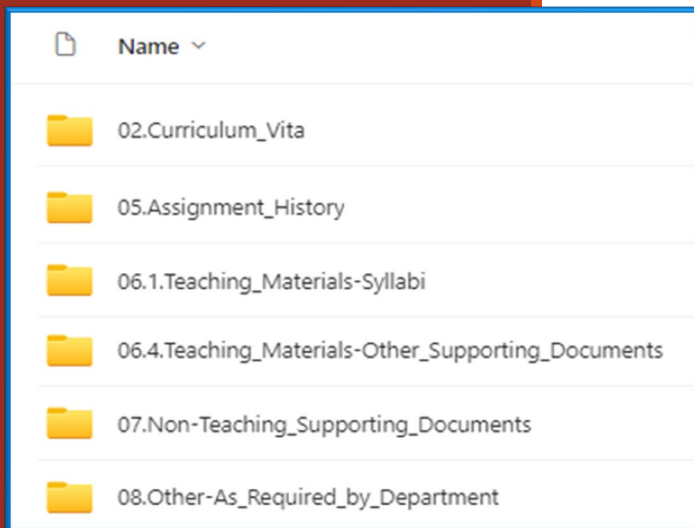 Name
02.Curriculum_Vita
05.Assignment_History
06.1.Teaching_Materials-Syllabi
06.4.Teaching_Materials-Other_Supporting_Documents
07.Non-Teaching_Supporting_Documents
08.Other-As_Required_by_Department